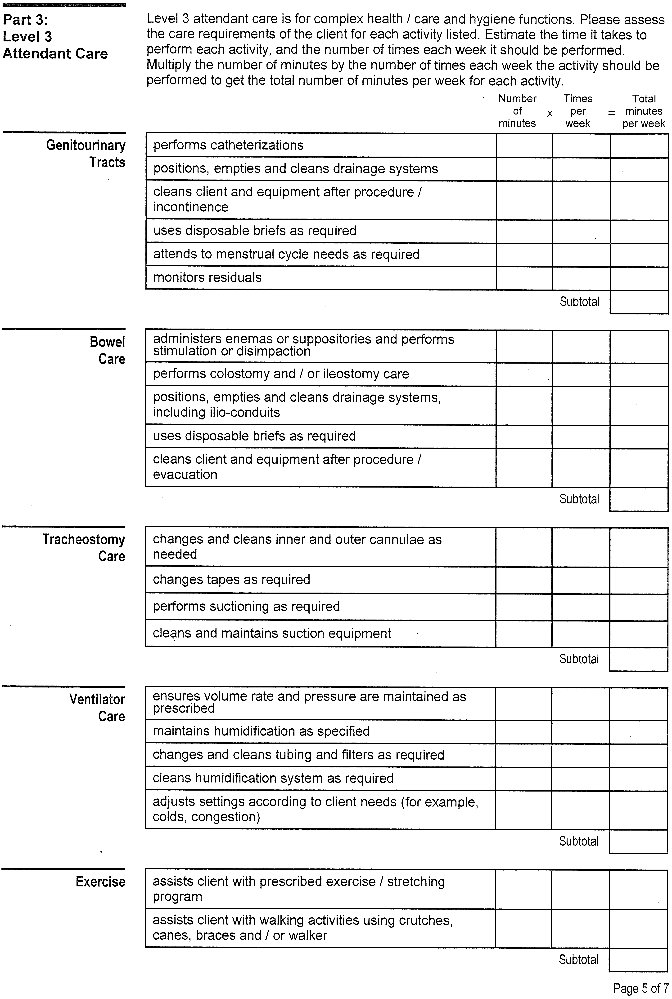 Part 3:
Level 3
Attendant Care
Level 3 attendant care is for complex health / care and hygiene functions. Please assess
the care requirements of the client for each activity listed. Estimate the time it takes to
perform each activity, and the number of times each week it should be performed.
Multiply the number of minutes by the number of times each week the activity should be
performed to get the total number of minutes per week for each activity.
Number of minutes x Times per week = Total minutes per week
Genitourinary
Tracts
performs catheterizations
positions, empties and cleans drainage systems
cleans client and equipment after procedure /
incontinence
uses disposable briefs as required
attends to menstrual cycle needs as required
monitors residuals
Subtotal
Bowel
Care
administers enemas or suppositories and performs
stimulation or disimpaction
performs colostomy and / or ileostomy care
positions, empties and cleans drainage systems,
including ilio-conduits
uses disposable briefs as required
cleans client and equipment after procedure /
evacuation
Subtotal
Tracheostomy
Care
changes and cleans inner and outer cannulae as
needed
changes tapes as required
performs suctioning as required
cleans and maintains suction equipment
Subtotal
Ventilator
Care
ensures volume rate and pressure are maintained as
prescribed
maintains humidification as specified
changes and cleans tubing and filters as required
cleans humidification system as required
adjusts settings according to client needs (for example,
colds, congestion)
Subtotal
Exercise
assists client with prescribed exercise / stretching
program
assists client with walking activities using crutches,
canes, braces and / or walker
Subtotal
Page 5 of 7